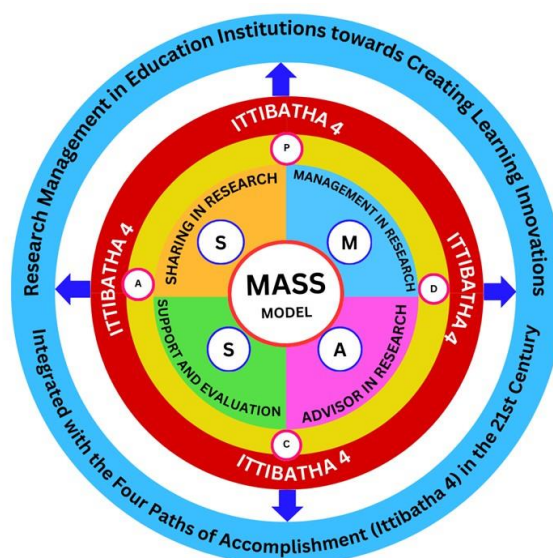 Research Management in Education Institutions towards Creating Learning Innovations
Integrated with the Four Paths of Accomplishment (Ittibatha 4) in the 21st Century
ITTIBATHA 4
ITTIBATHA 4
ITTIBATHA 4
ITTIBATHA 4
P
D
C
A
SHARING IN RESEARCH
S
MANAGEMENT IN RESEARCH
M
MASS
MODEL
SUPPORT AND EVALUATION
S
ADVISOR IN RESEARCH
A